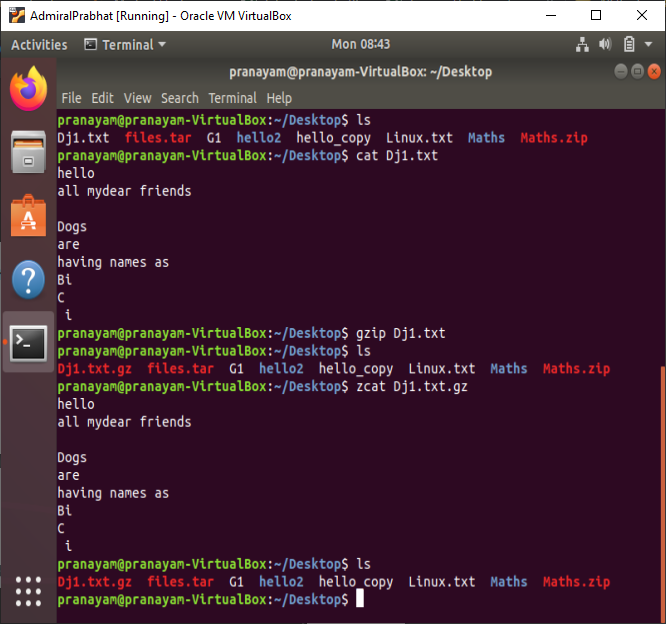 AdmiralPrabhat [Running] - Oracle VM VirtualBox
Activities Terminal Mon 08:43
pranayam@pranayam-VirtualBox: ~/Desktop
File Edit View Search Terminal Help
pranayam@pranayam-VirtualBox:~/Desktop$ ls
Dj1.txt files.tar G1 hello2 hello_copy Linux.txt Maths Maths.zip
pranayam@pranayam-VirtualBox:~/Desktop$ cat Dj1.txt
hello
all mydear friends
Dogs
are
having names as
Bi
C
i
pranayam@pranayam-VirtualBox:~/Desktop$ gzip Dj1.txt
pranayam@pranayam-VirtualBox:~/Desktop$ ls
Dj1.txt.gz files.tar G1 hello2 hello_copy Linux.txt Maths Maths.zip
pranayam@pranayam-VirtualBox:~/Desktop$ zcat Dj1.txt.gz
hello
all mydear friends
Dogs
are
having names as
Bi
C
i
pranayam@pranayam-VirtualBox:~/Desktop$ ls
Dj1.txt.gz files.tar G1 hello2 hello_copy Linux.txt Maths Maths.zip
pranayam@pranayam-VirtualBox:~/Desktop$